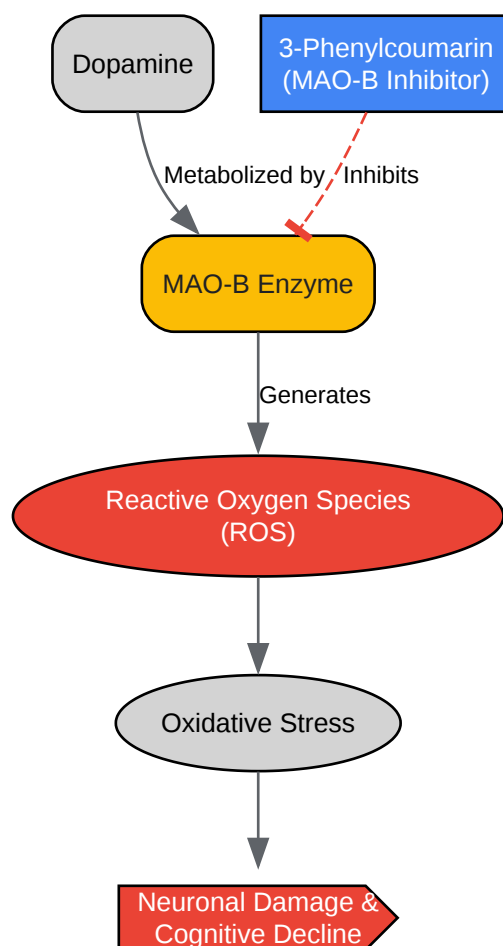 Dopamine
3-Phenylcoumarin
(MAO-B Inhibitor)
Metabolized by
Inhibits
MAO-B Enzyme
Generates
Reactive Oxygen Species
(ROS)
Oxidative Stress
Neuronal Damage &
Cognitive Decline